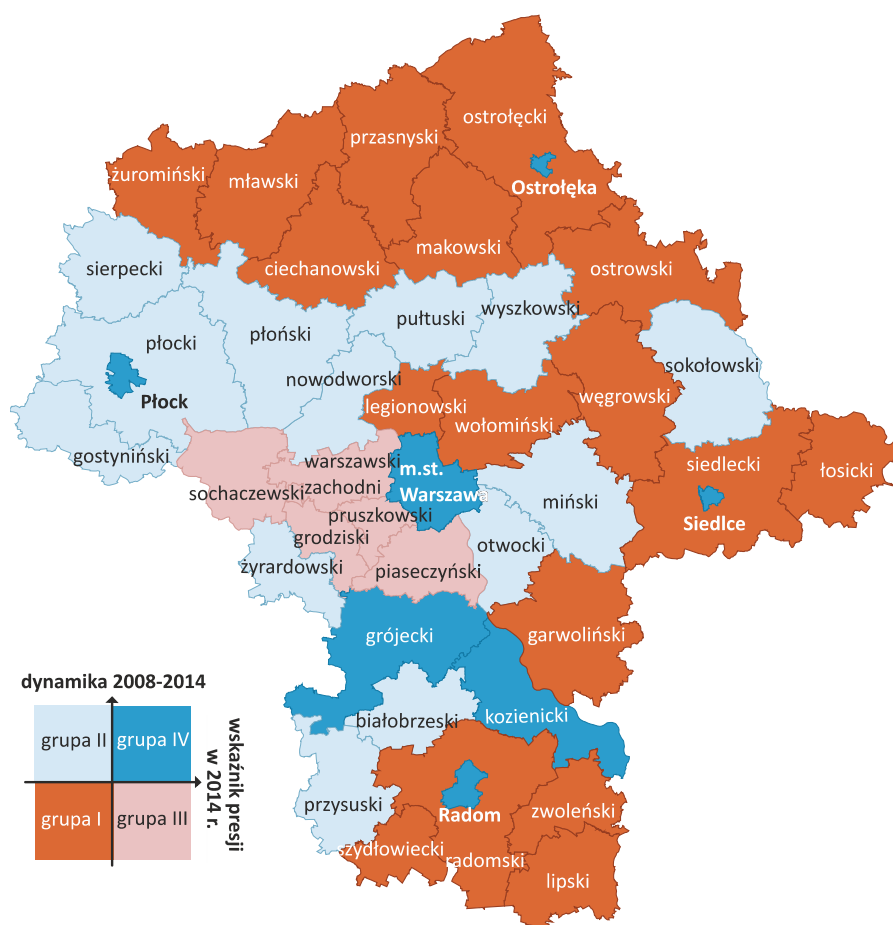 ostrołęcki
przasnyski
żuromiński
mławski
Ostrołęka
makowski
ciechanowski
ostrowski
sierpecki
wyszkowski
pułtuski
płoński
płocki
sokołowski
nowodworski
węgrowski
Płock
legionowski
wołomiński
gostyniński
warszawski
zachodni
m.st.
Warszawa
siedlecki
łosicki
sochaczewski
miński
pruszkowski
Siedlce
grodziski
otwocki
żyrardowski
piaseczyński
grójecki
garwoliński
dynamika 2008-2014
białobrzeski
kozienicki
grupa II
grupa IV
wskaźnik presji
w 2014 r.
przysuski
zwoleński
grupa I
grupa III
Radom
szydłowiecki
radomski
lipski